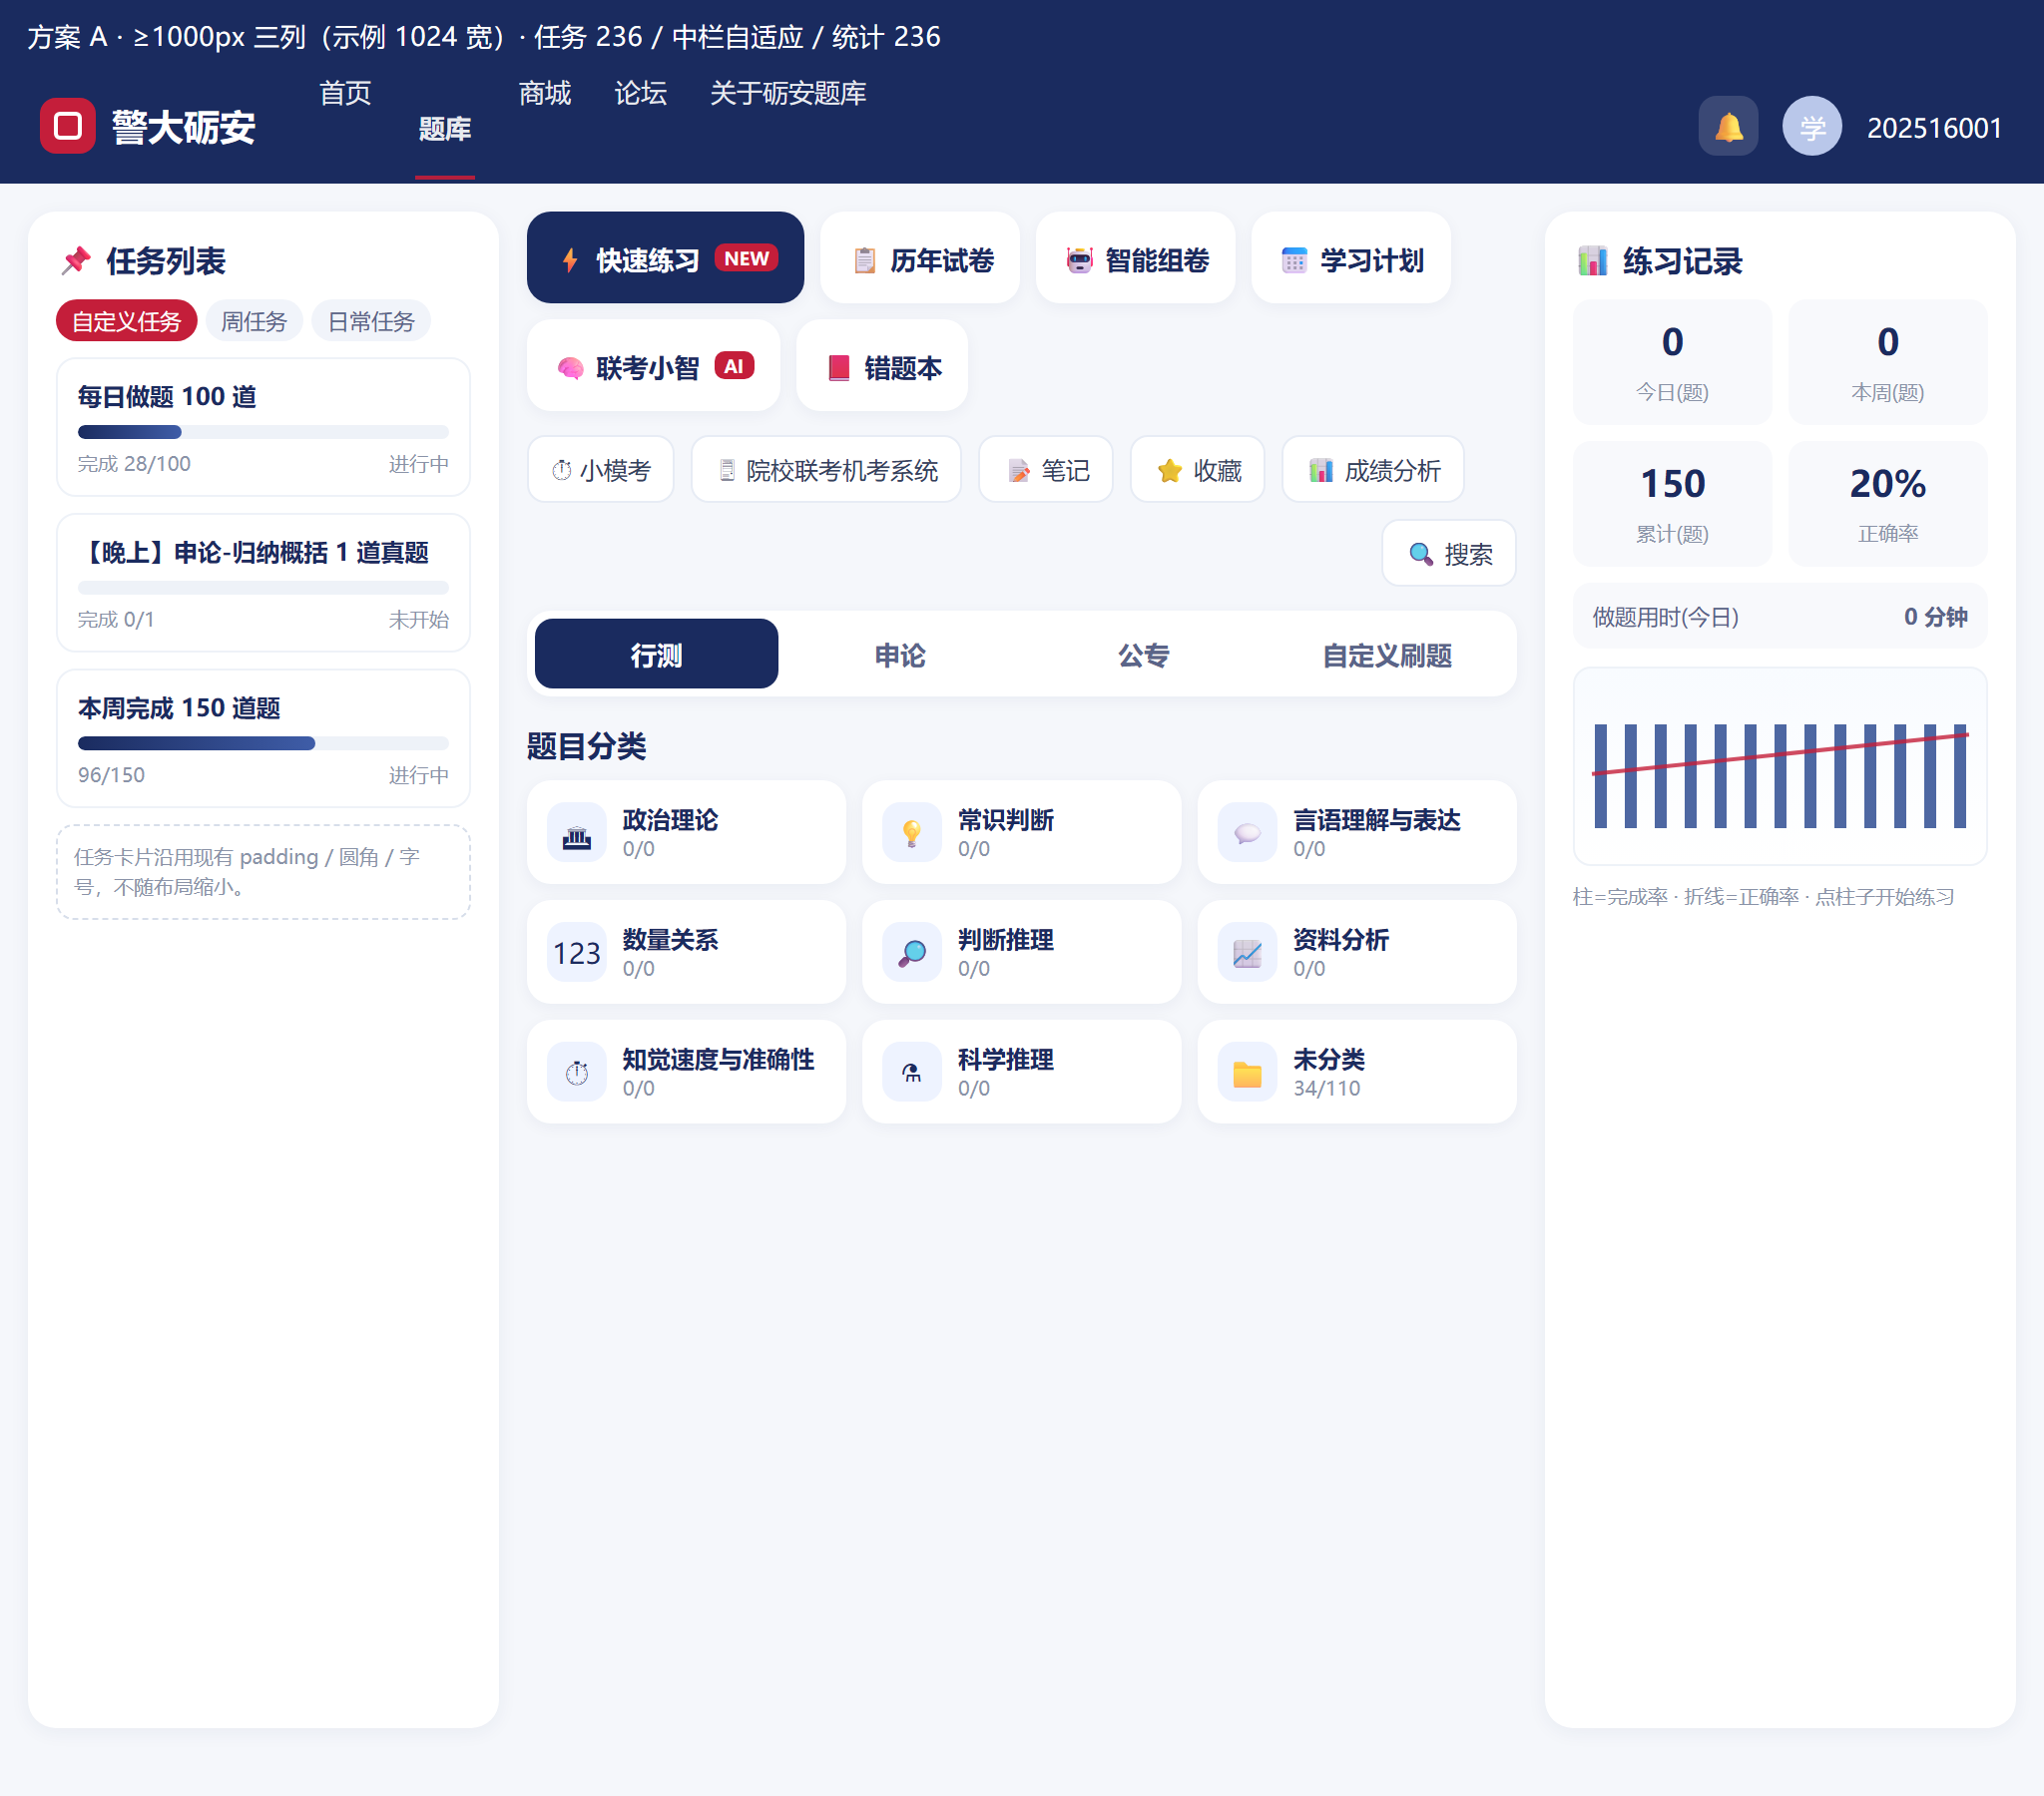 方案 A · ≥1000px 三列（示例 1024 宽）· 任务 236 / 中栏自适应 / 统计 236
警大砺安
首页
题库
商城
论坛
关于砺安题库
学
202516001
任务列表
自定义任务
周任务
日常任务
每日做题 100 道
完成 28/100
进行中
【晚上】申论-归纳概括 1 道真题
完成 0/1
未开始
本周完成 150 道题
96/150
进行中
任务卡片沿用现有 padding / 圆角 / 字
号，不随布局缩小。
快速练习 NEW
历年试卷
智能组卷
学习计划
联考小智 AI
错题本
小模考
院校联考机考系统
笔记
收藏
成绩分析
搜索
行测
申论
公专
自定义刷题
题目分类
政治理论
0/0
常识判断
0/0
言语理解与表达
0/0
123
数量关系
0/0
判断推理
0/0
资料分析
0/0
知觉速度与准确性
0/0
科学推理
0/0
未分类
34/110
练习记录
0
今日(题)
0
本周(题)
150
累计(题)
20%
正确率
做题用时(今日)
0 分钟
柱=完成率 · 折线=正确率 · 点柱子开始练习